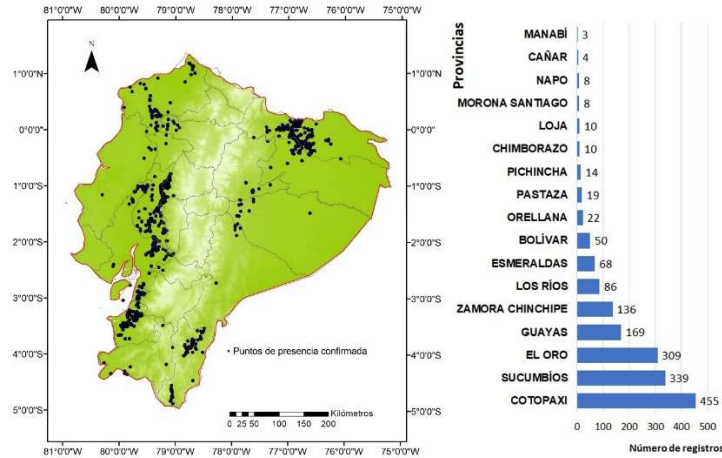 81°0'0"W 80°0'0"W 79°0'0"W 78°0'0"W 77°0'0"W 76°0'0"W 75°0'0"W
N
1°0'0"N
0°0'0"
1°0'0"S
2°0'0"S
3°0'0"S
4°0'0"S
5°0'0"S
1°0'0"N
0°0'0"
1°0'0"S
2°0'0"S
3°0'0"S
4°0'0"S
5°0'0"S
• Puntos de presencia confirmada
0 25 50 100 150 200 Kilómetros
81°0'0"W 80°0'0"W 79°0'0"W 78°0'0"W 77°0'0"W 76°0'0"W 75°0'0"W
Provincias
MANABÌ 3
CAÑAR 4
NAPO 8
MORONA SANTIAGO 8
LOJA 10
CHIMBORAZO 10
PICHINCHA 14
PASTAZA 19
ORELLANA 22
BOLÍVAR 50
ESMERALDAS 68
LOS RÍOS 86
ZAMORA CHINCHIPE 136
GUAYAS 169
EL ORO 309
SUCUMBÍOS 339
COTOPAXI 455
0 100 200 300 400 500
Número de registros